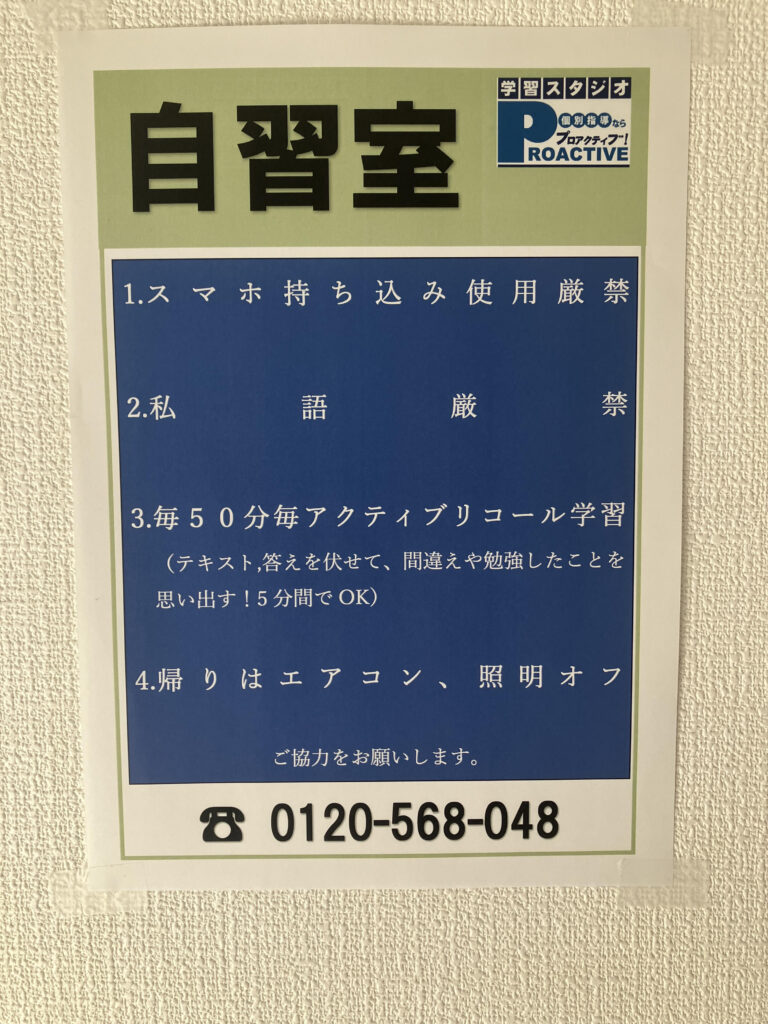 自習室
学習スタジオ
個別指導なら
プロアクティブ!
PROACTIVE
1.スマホ持ち込み使用厳禁
2.私語厳禁
3.毎50分毎アクティブリコール学習
(テキスト,答えを伏せて、間違えや勉強したことを
思い出す!5分間でOK)
4.帰りはエアコン、照明オフ
ご協力をお願いします。
☎ 0120-568-048